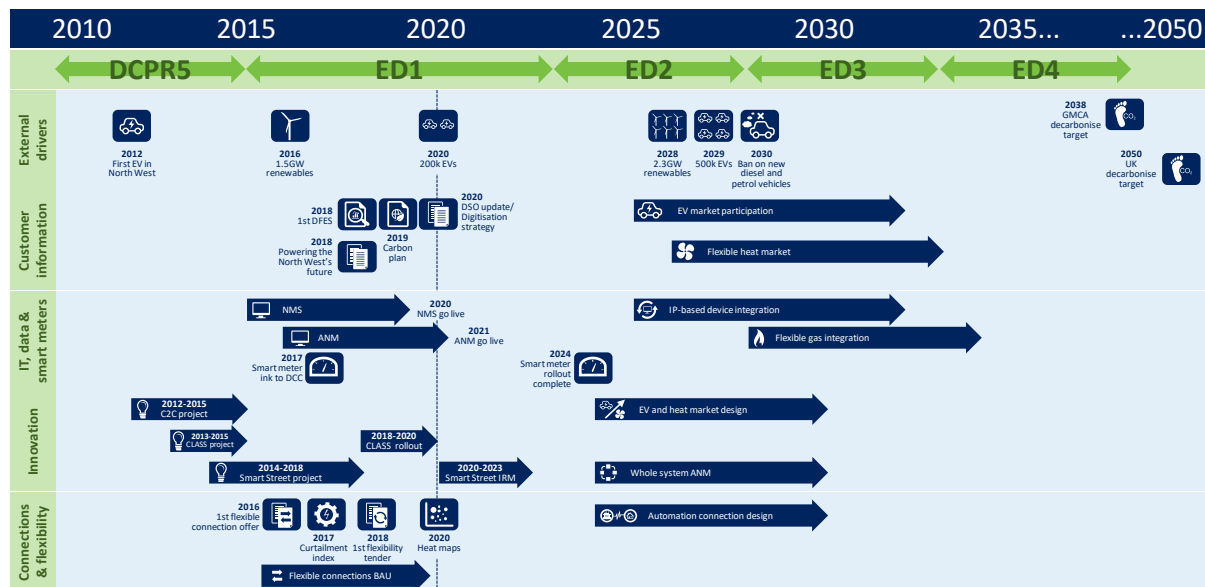 2010 2015 2020 2025 2030 2035... ...2050
DCPR5 ED1 ED2 ED3 ED4
External
drivers
2012
First EV in
North West
2016
1.5GW
renewables
2020
200k EVs
2028
2.3GW
renewables
2029
500k EVs
2030
Ban on new
diesel and
petrol vehicles
2038
GMCA
decarbonise
target
CO₂
2050
UK
decarbonise
target
CO₂
Customer
information
2018
1st DFES
2018
Powering the
North West's
future
2019
Carbon
plan
2020
DSO update/
Digitisation
strategy
EV market participation
Flexible heat market
IT, data &
smart meters
NMS
2020
NMS go live
ANM
2021
ANM go live
2017
Smart meter
ink to DCC
2024
Smart meter
rollout
complete
IP-based device integration
Flexible gas integration
Innovation
2012-2015
C2C project
2013-2015
CLASS project
2018-2020
CLASS rollout
2014-2018
Smart Street project
2020-2023
Smart Street IRM
EV and heat market design
Whole system ANM
Connections
& flexibility
2016
1st flexible
connection offer
2017
Curtailment
index
2018
1st flexibility
tender
2020
Heat maps
Flexible connections BAU
Automation connection design